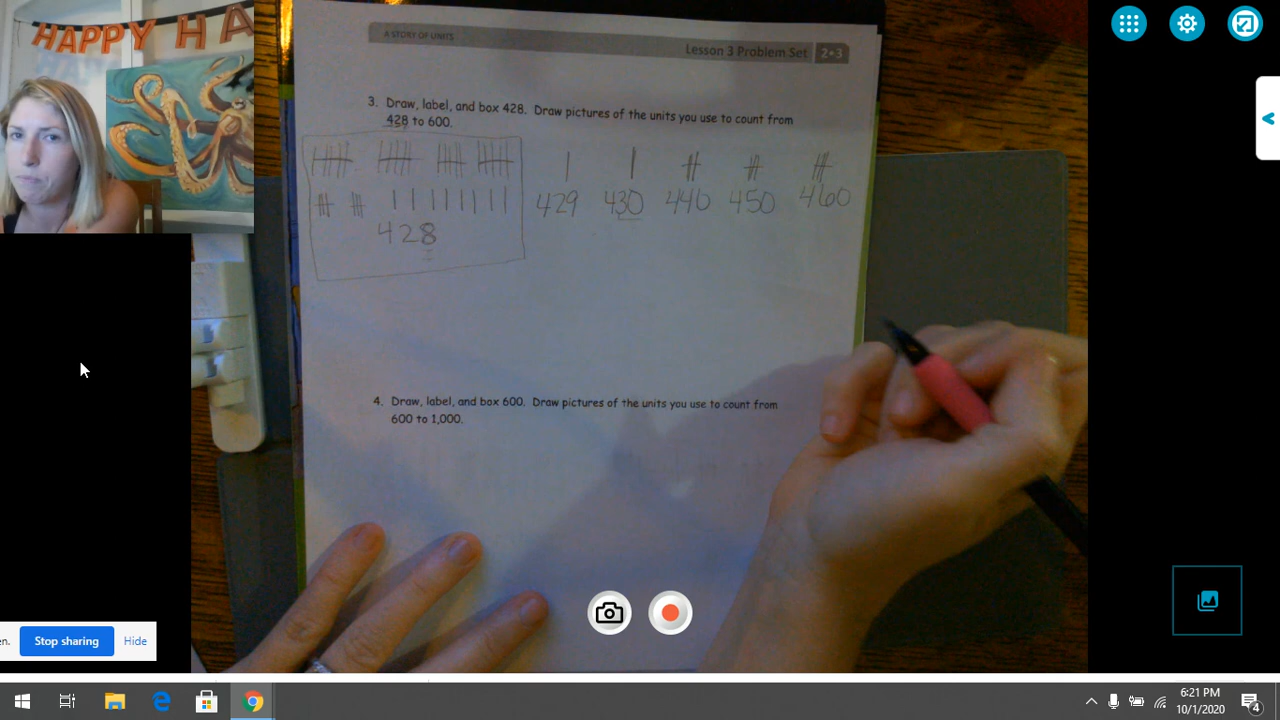 HAPPY HA
A STORY OF UNITS
Lesson 3 Problem Set 2•3
3. Draw, label, and box 428. Draw pictures of the units you use to count from
428 to 600.
429 430 440 450 460
428
4. Draw, label, and box 600. Draw pictures of the units you use to count from
600 to 1,000.
en. Stop sharing Hide
6:21 PM
10/1/2020
4